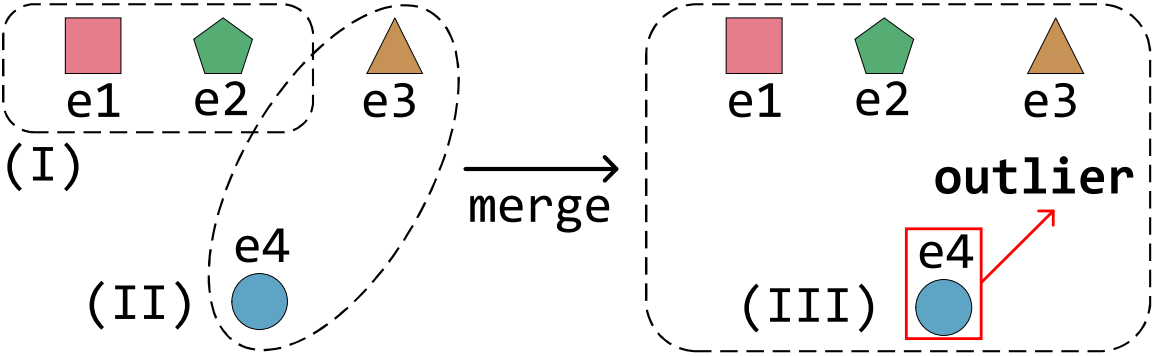 e1 e2 e3
(I)
e4
(II)
merge
e1 e2 e3
outlier
e4
(III)